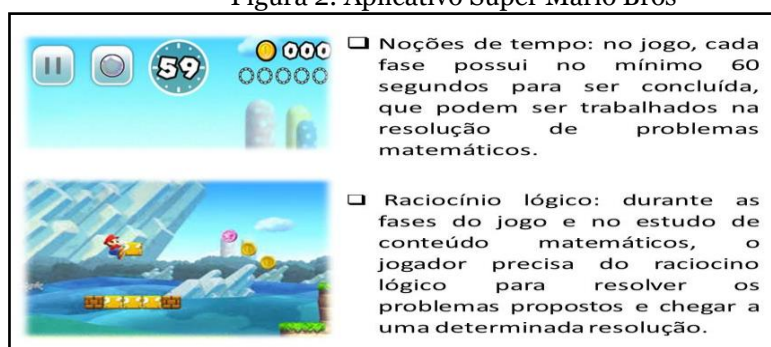 Figura 2: Aplicativo Super Mario Bros
59
000
❑ Noções de tempo: no jogo, cada
fase possui no mínimo 60
segundos para ser concluída,
que podem ser trabalhados na
resolução de problemas
matemáticos.
❑ Raciocínio lógico: durante as
fases do jogo e no estudo de
conteúdo matemáticos, o
jogador precisa do raciocino
lógico para resolver os
problemas propostos e chegar a
uma determinada resolução.